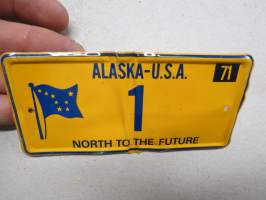 ALASKA-U.S.A. 71
1
NORTH TO THE FUTURE